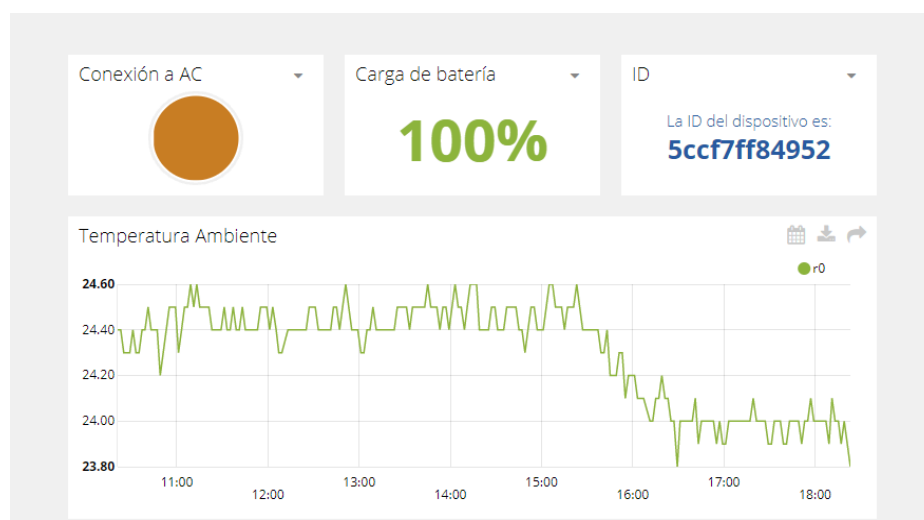 Conexión a AC
Carga de batería
ID
100%
La ID del dispositivo es:
5ccf7ff84952
Temperatura Ambiente
r0
24.60
24.40
24.20
24.00
23.80
11:00
12:00
13:00
14:00
15:00
16:00
17:00
18:00